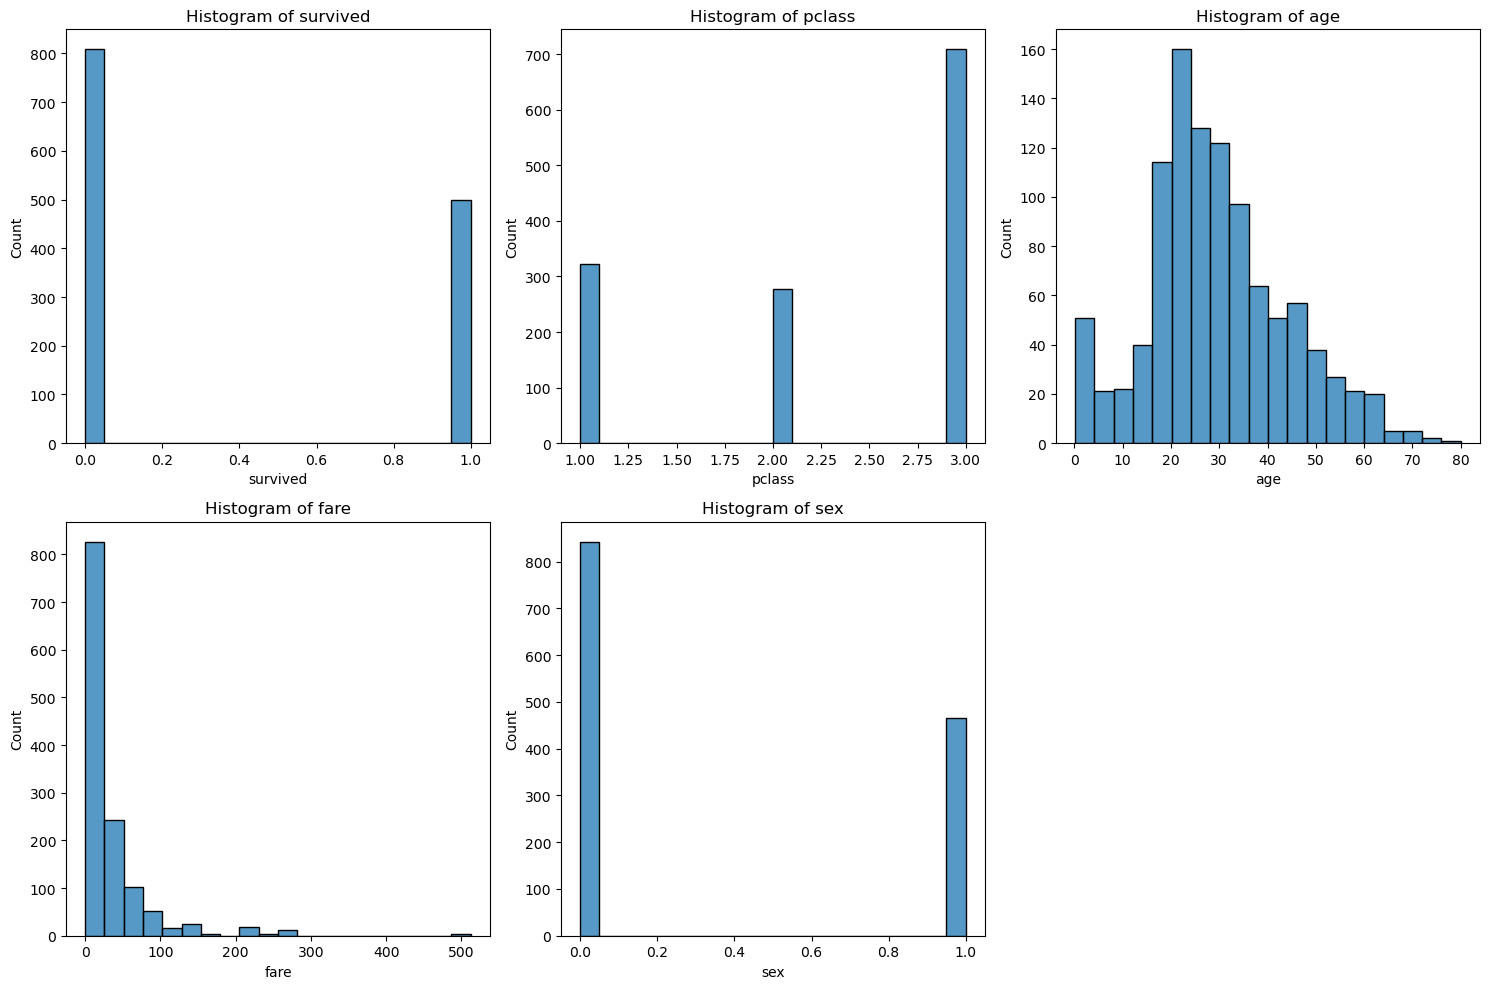 Histogram of survived
Count
800
700
600
500
400
300
200
100
0
0.0 0.2 0.4 0.6 0.8 1.0
survived
Histogram of pclass
Count
700
600
500
400
300
200
100
0
1.00 1.25 1.50 1.75 2.00 2.25 2.50 2.75 3.00
pclass
Histogram of age
Count
160
140
120
100
80
60
40
20
0
0 10 20 30 40 50 60 70 80
age
Histogram of fare
Count
800
700
600
500
400
300
200
100
0
0 100 200 300 400 500
fare
Histogram of sex
Count
800
700
600
500
400
300
200
100
0
0.0 0.2 0.4 0.6 0.8 1.0
sex